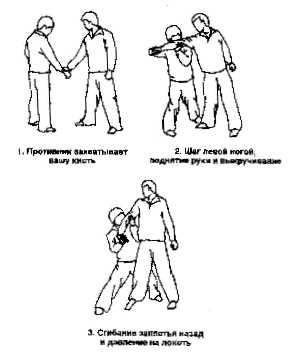 1. Противник захватывает
вашу кисть
2. Шаг левой ногой,
поднятие руки и выкручивание
3. Сгибание запястья назад
и давление на локоть